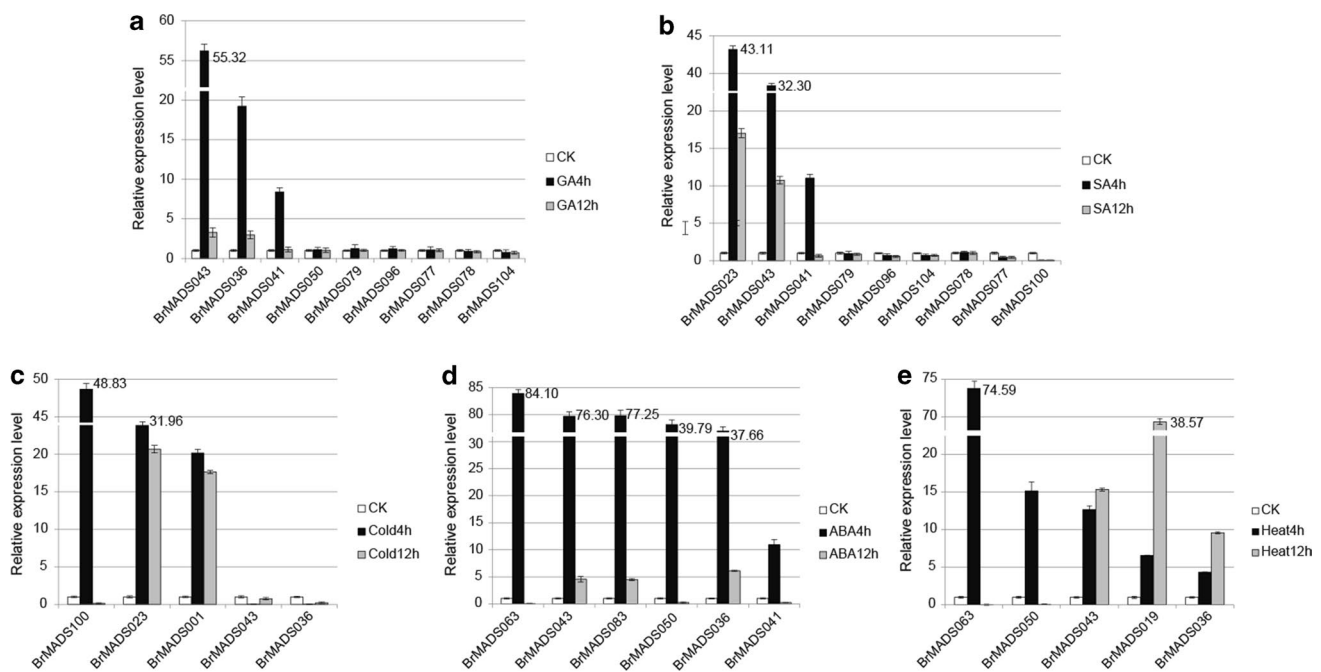 a
Relative expression level
60
55
20
15
10
5
0
55.32
CK
GA4h
GA12h
BrMADS043
BrMADS036
BrMADS041
BrMADS050
BrMADS079
BrMADS096
BrMADS077
BrMADS078
BrMADS104
b
Relative expression level
45
40
20
15
10
5
0
43.11
32.30
CK
SA4h
SA12h
BrMADS023
BrMADS043
BrMADS041
BrMADS079
BrMADS096
BrMADS104
BrMADS078
BrMADS077
BrMADS100
c
Relative expression level
50
45
20
15
10
5
0
48.83
31.96
CK
Cold4h
Cold12h
BrMADS100
BrMADS023
BrMADS001
BrMADS043
BrMADS036
d
Relative expression level
85
80
30
25
20
15
10
5
0
84.10
76.30
77.25
39.79
37.66
CK
ABA4h
ABA12h
BrMADS063
BrMADS043
BrMADS083
BrMADS050
BrMADS036
BrMADS041
e
Relative expression level
75
70
20
15
10
5
0
74.59
38.57
CK
Heat4h
Heat12h
BrMADS063
BrMADS050
BrMADS043
BrMADS019
BrMADS036